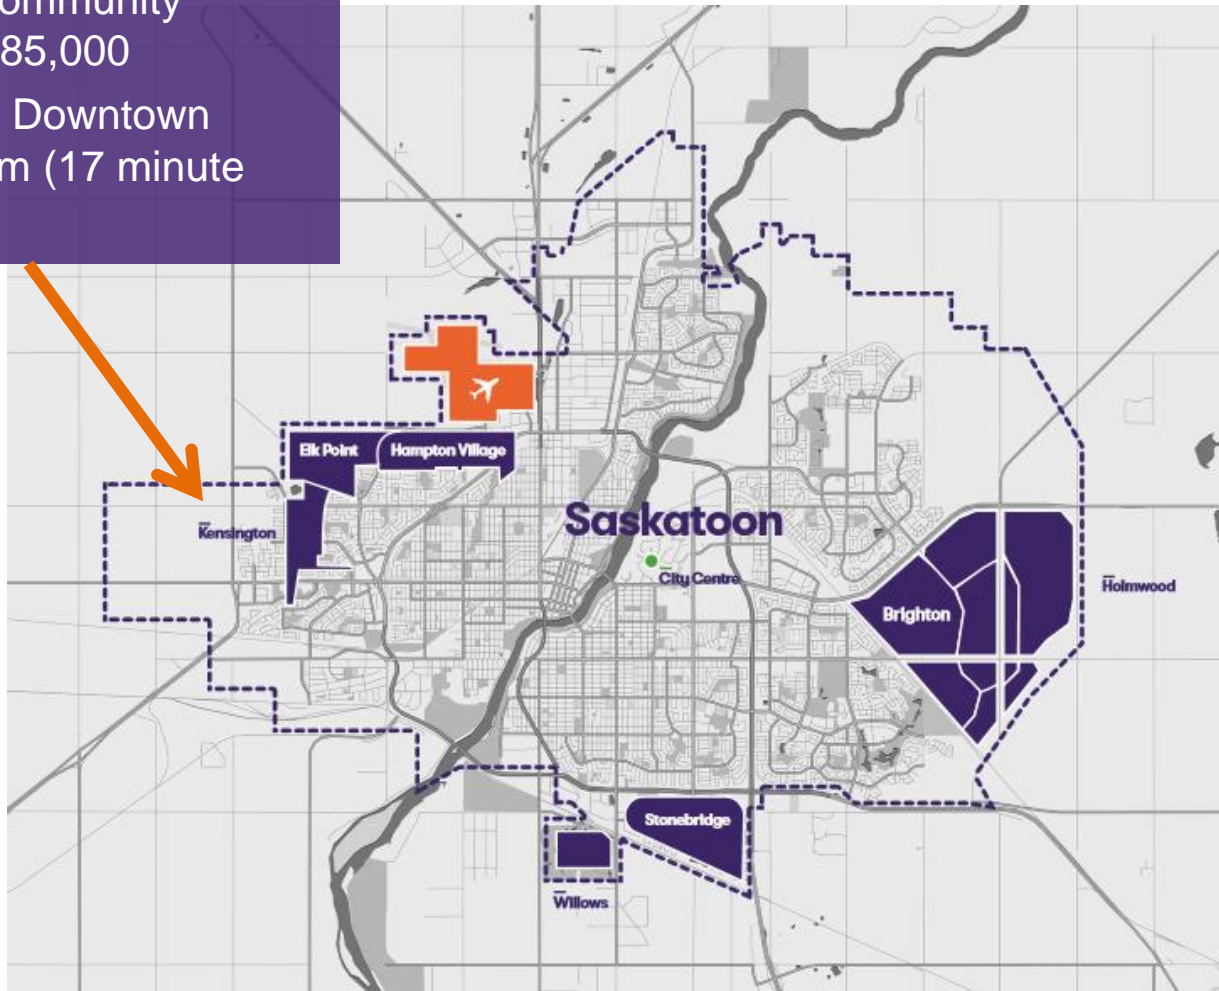 ommunity
85,000
Downtown
m (17 minute
Elk Point
Hampton Village
Kensington
Saskatoon
City Centre
Holmwood
Brighton
Stonebridge
Willows